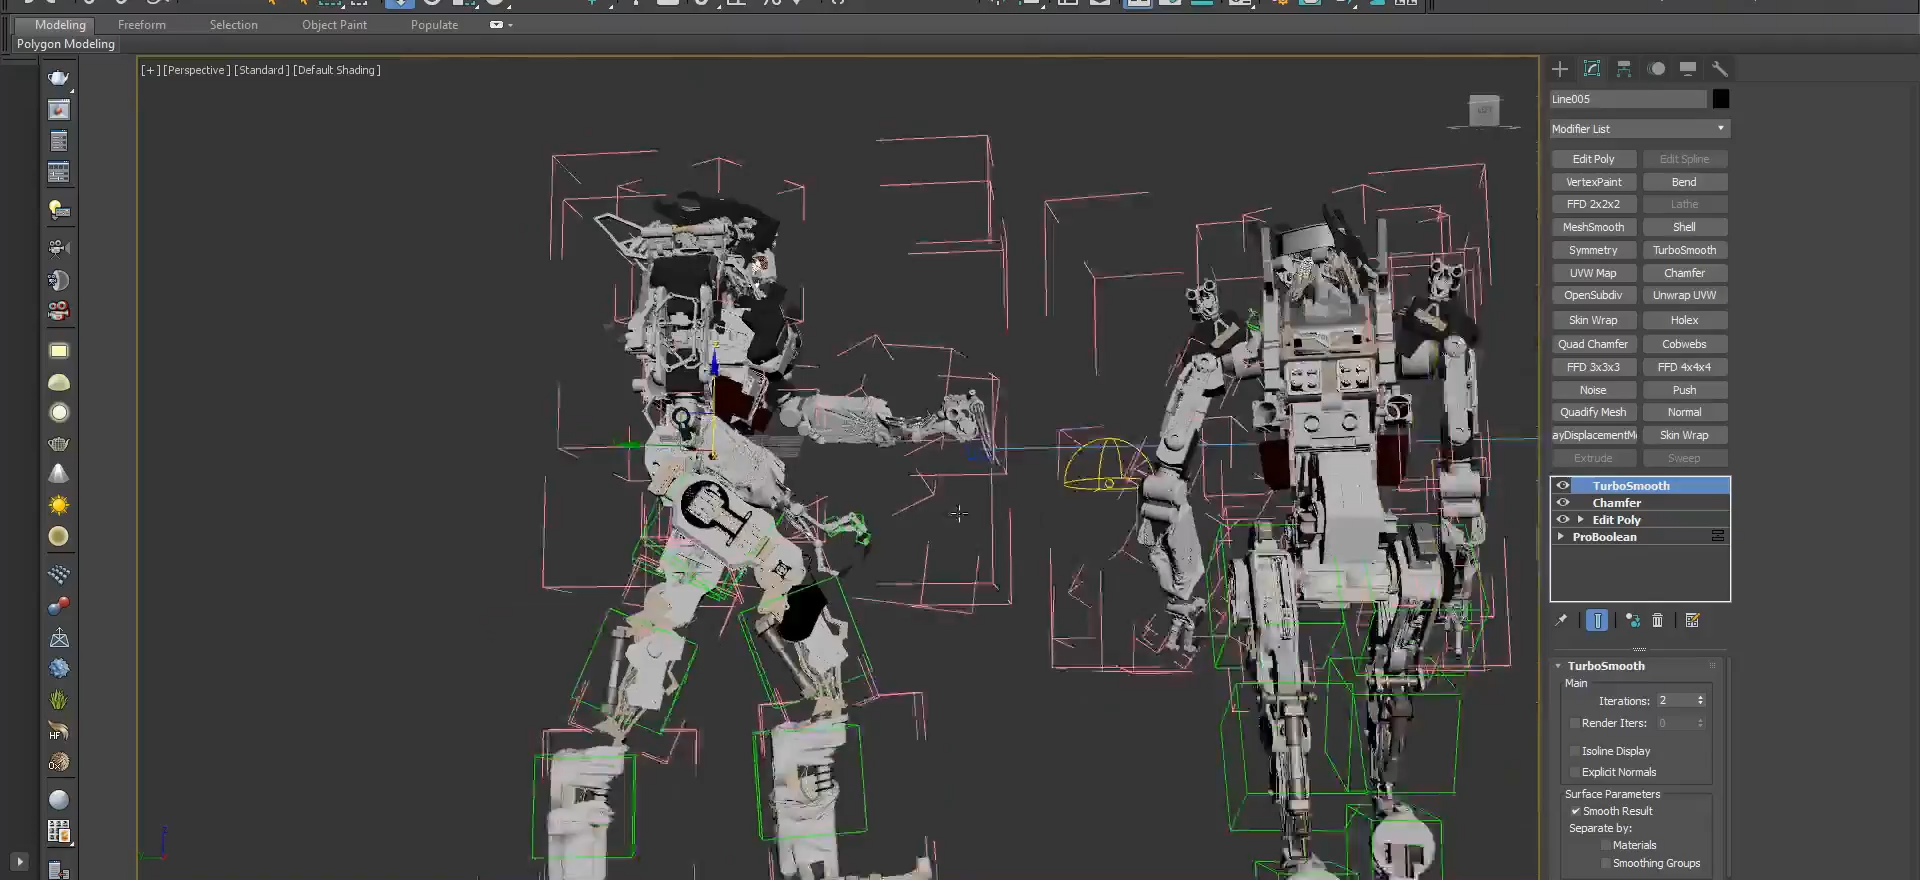 Modeling Freeform Selection Object Paint Populate
Polygon Modeling
[+] [Perspective] [Standard] [Default Shading]
Line005
Modifier List
Edit Poly Edit Spline
VertexPaint Bend
FFD 2x2x2 Lathe
MeshSmooth Shell
Symmetry TurboSmooth
UVW Map Chamfer
OpenSubdiv Unwrap UVW
Skin Wrap Holex
Quad Chamfer Cobwebs
FFD 3x3x3 FFD 4x4x4
Noise Push
Quadify Mesh Normal
ayDisplacementM Skin Wrap
Extrude Sweep
TurboSmooth
Chamfer
Edit Poly
ProBoolean
TurboSmooth
Main
Iterations: 2
Render Iters: 0
Isoline Display
Explicit Normals
Surface Parameters
Smooth Result
Separate by:
Materials
Smoothing Groups
HF